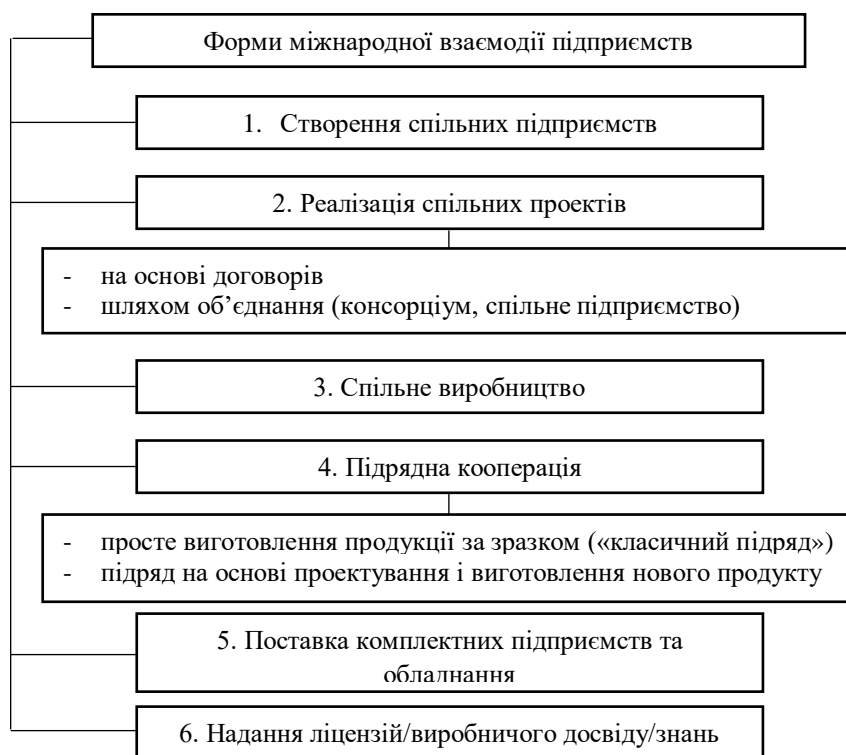 Форми міжнародної взаємодії підприємств
1. Створення спільних підприємств
2. Реалізація спільних проектів
- на основі договорів
- шляхом об’єднання (консорціум, спільне підприємство)
3. Спільне виробництво
4. Підрядна кооперація
- просте виготовлення продукції за зразком («класичний підряд»)
- підряд на основі проектування і виготовлення нового продукту
5. Поставка комплектних підприємств та
обладнання
6. Надання ліцензій/виробничого досвіду/знань